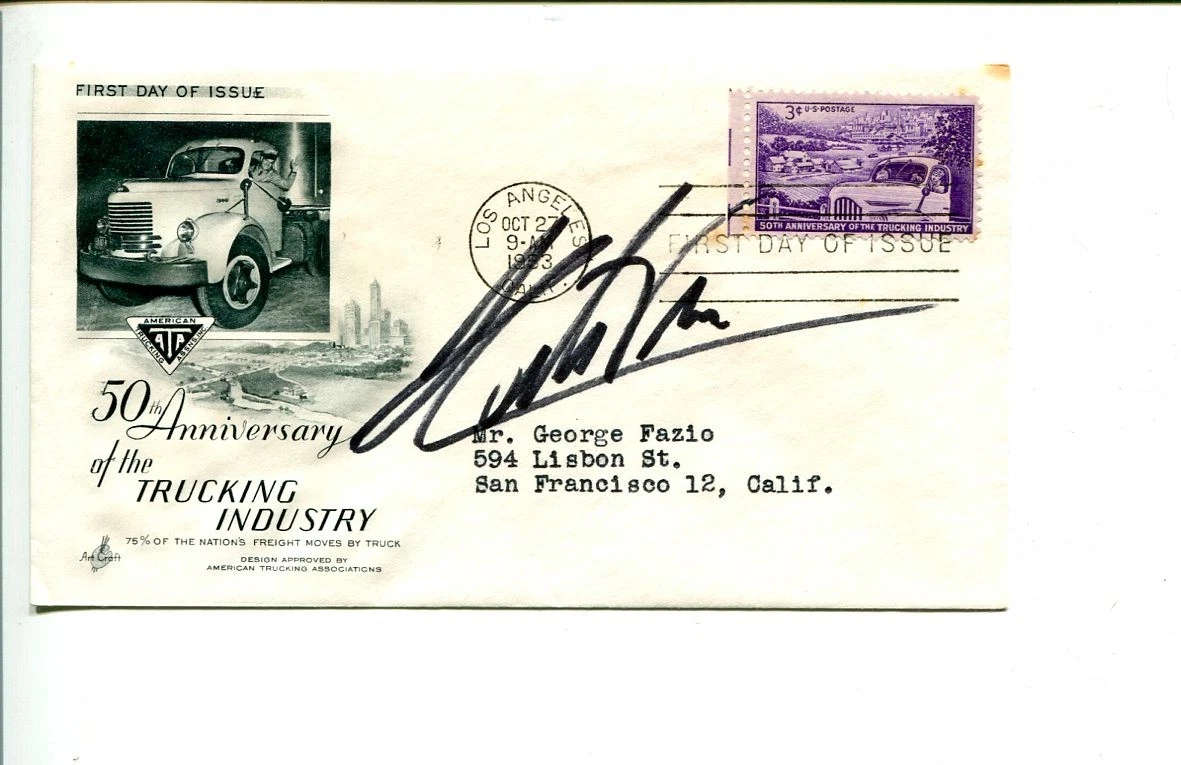 FIRST DAY OF ISSUE
3¢ U·S·POSTAGE
50TH ANNIVERSARY OF THE TRUCKING INDUSTRY
LOS ANGELES
OCT 27
9-AM
1953
CALIF.
FIRST DAY OF ISSUE
AMERICAN
TRUCKING
ATA
ASSNS. INC.
50th Anniversary
of the
TRUCKING
INDUSTRY
75% OF THE NATION'S FREIGHT MOVES BY TRUCK
DESIGN APPROVED BY
AMERICAN TRUCKING ASSOCIATIONS
Art Craft
Mr. George Fazio
594 Lisbon St.
San Francisco 12, Calif.